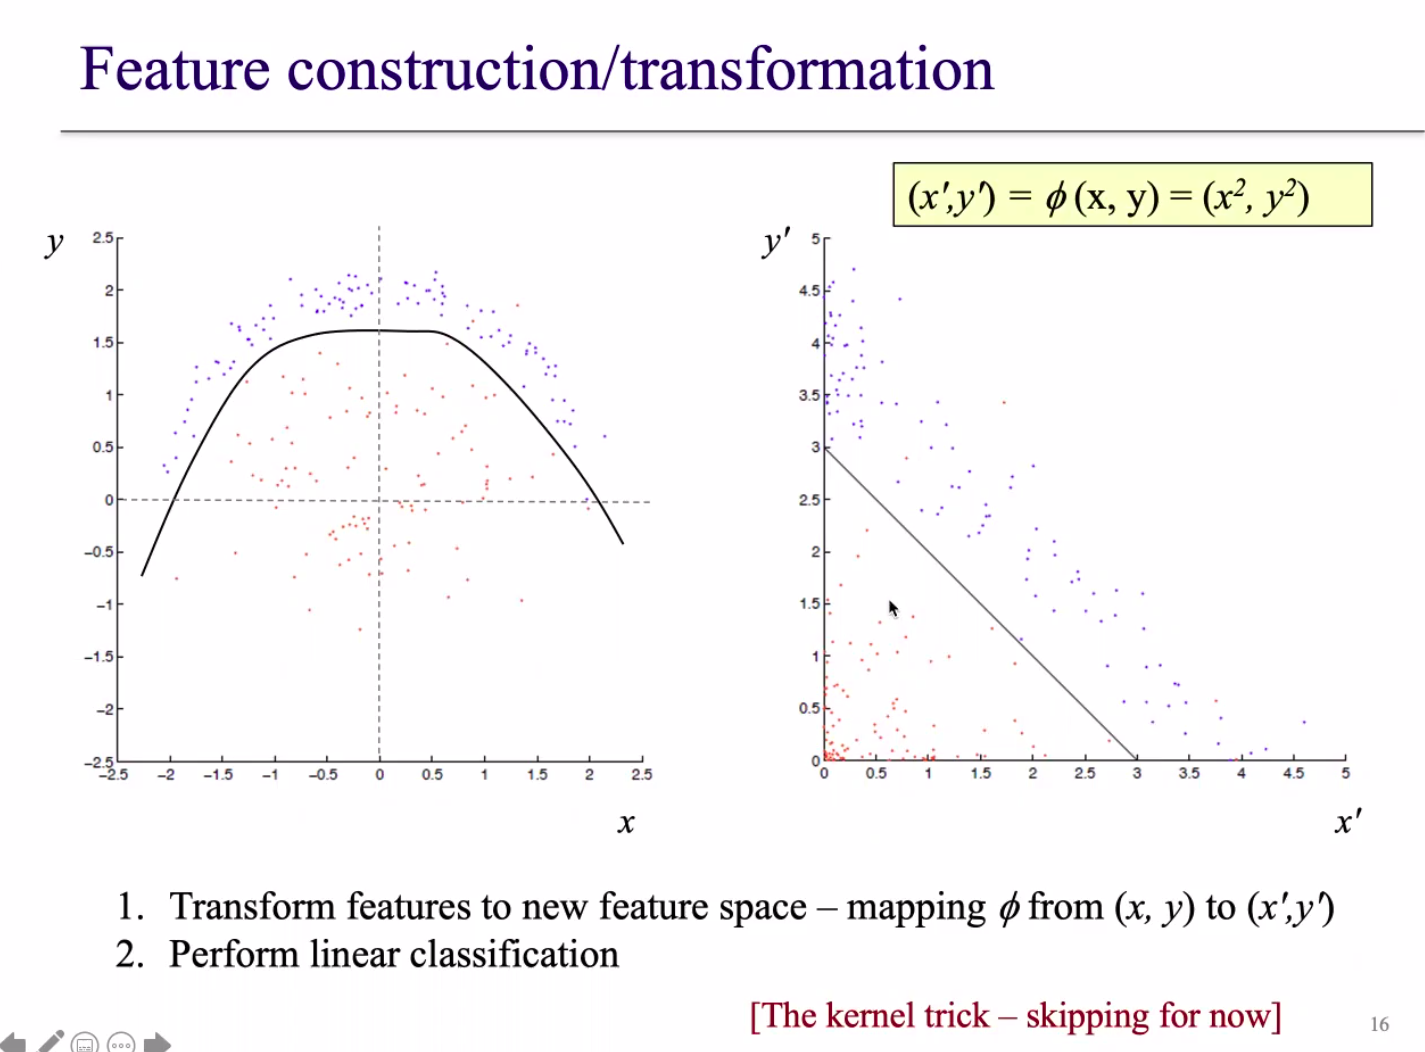 Feature construction/transformation
(x′,y′) = ϕ (x, y) = (x², y²)
y
2.5
2
1.5
1
0.5
0
−0.5
−1
−1.5
−2
−2.5
−2.5 −2 −1.5 −1 −0.5 0 0.5 1 1.5 2 2.5
x
y′
5
4.5
4
3.5
3
2.5
2
1.5
1
0.5
0
0 0.5 1 1.5 2 2.5 3 3.5 4 4.5 5
x′
1. Transform features to new feature space – mapping ϕ from (x, y) to (x′,y′)
2. Perform linear classification
[The kernel trick – skipping for now]
16